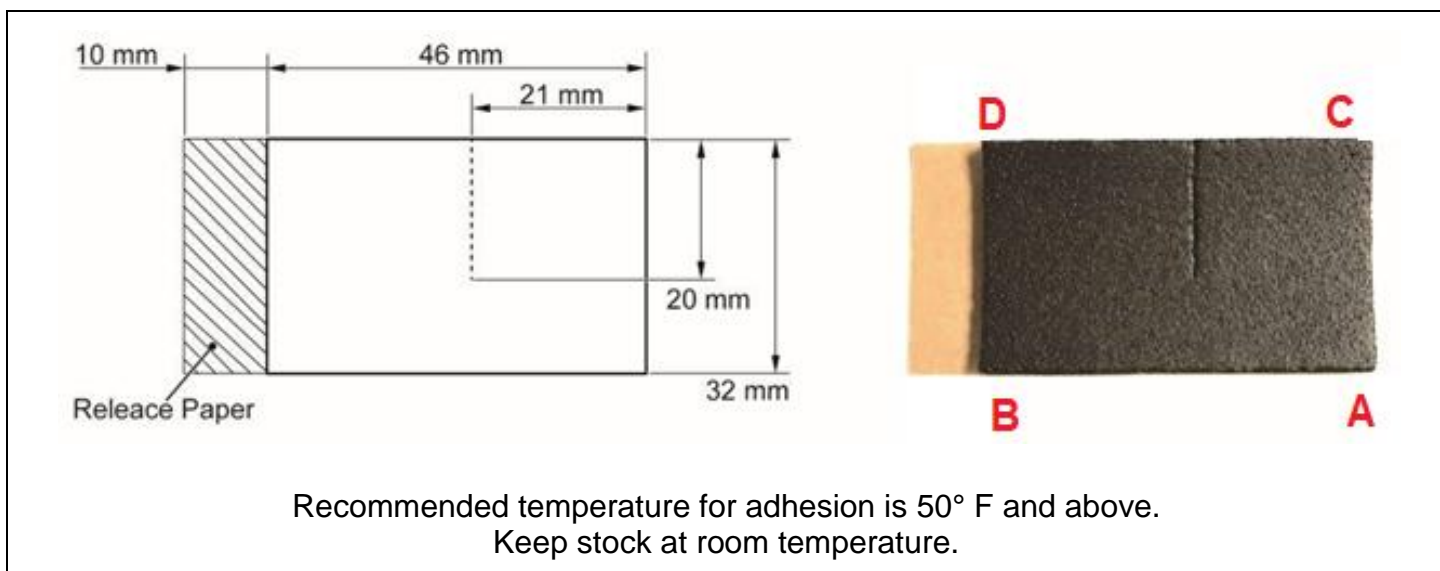 10 mm
46 mm
21 mm
D
C
20 mm
32 mm
Releace Paper
B
A
Recommended temperature for adhesion is 50° F and above.
Keep stock at room temperature.